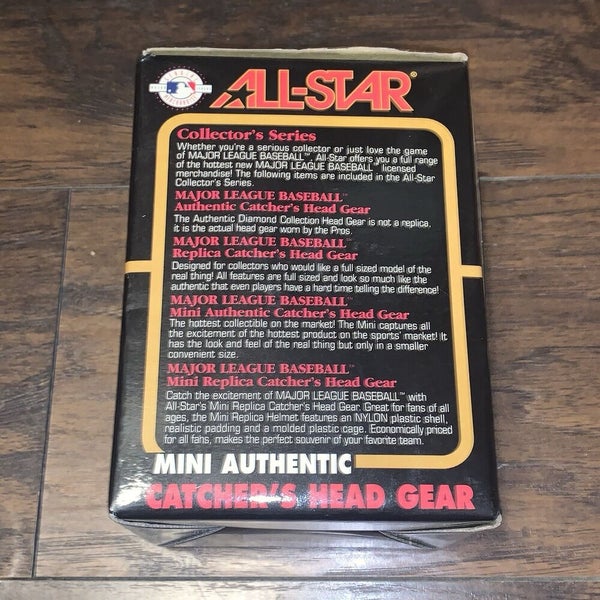 ALL-STAR®
Collector's Series
Whether you're a serious collector or just love the game
of MAJOR LEAGUE BASEBALL™, All-Star offers you a full range
of the hottest new MAJOR LEAGUE BASEBALL™ licensed
merchandise! The following items are included in the All-Star
Collector's Series.
MAJOR LEAGUE BASEBALL™
Authentic Catcher's Head Gear
The Authentic Diamond Collection Head Gear is not a replica,
it is the actual head gear worn by the Pros.
MAJOR LEAGUE BASEBALL™
Replica Catcher's Head Gear
Designed for collectors who would like a full sized model of the
real thing! All features are full sized and look so much like the
authentic that even players have a hard time telling the difference!
MAJOR LEAGUE BASEBALL™
Mini Authentic Catcher's Head Gear
The hottest collectible on the market! The Mini captures all
the excitement of the hottest product on the sports' market! It
has the look and feel of the real thing but only in a smaller
convenient size.
MAJOR LEAGUE BASEBALL™
Mini Replica Catcher's Head Gear
Catch the excitement of MAJOR LEAGUE BASEBALL™ with
All-Star's Mini Replica Catcher's Head Gear. Great for fans of all
ages, the Mini Replica Helmet features an NYLON plastic shell,
realistic padding and a molded plastic cage. Economically priced
for all fans, makes the perfect souvenir of your favorite team.
MINI AUTHENTIC
CATCHER'S HEAD GEAR